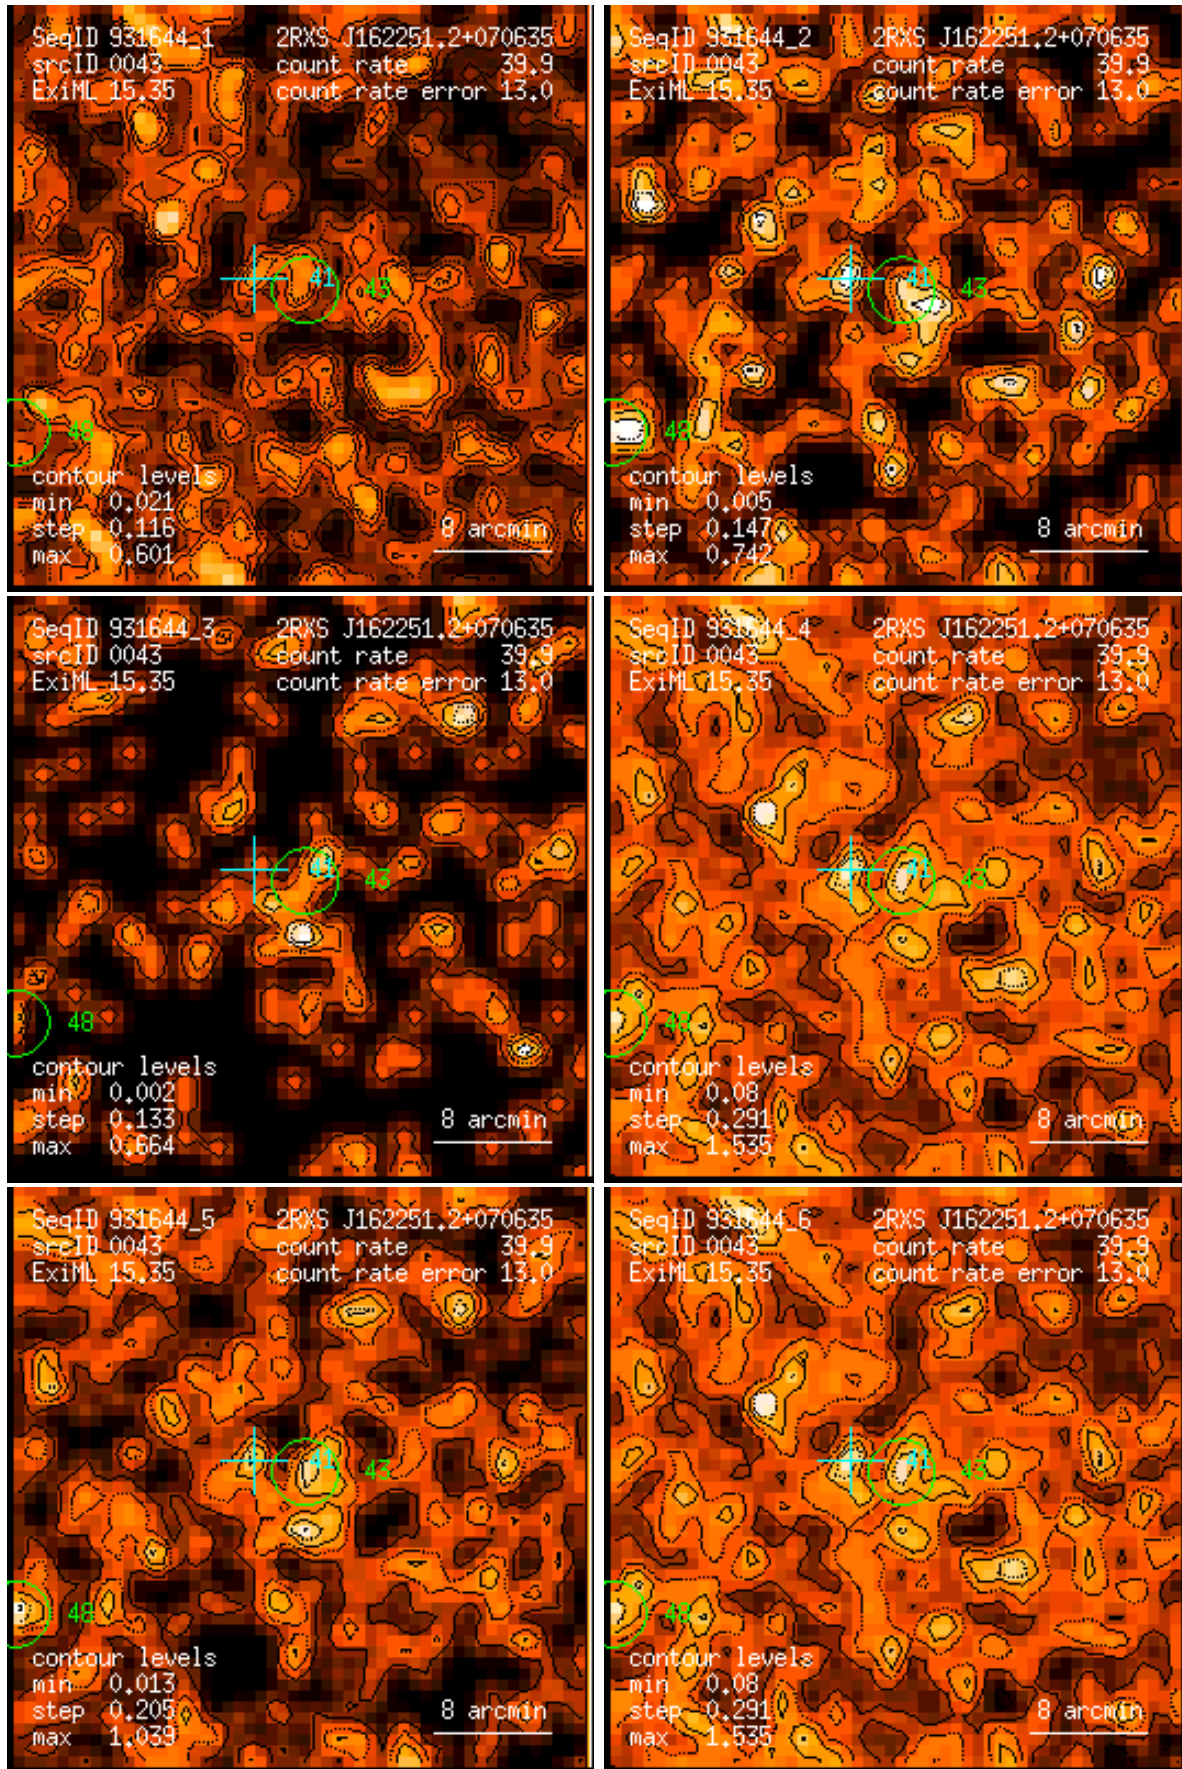 SeqID 931644_1 2RXS J162251.2+070635
srcID 0043 count rate 39.9
ExiML 15.35 count rate error 13.0
41 43
48
contour levels
min 0.021
step 0.116 8 arcmin
max 0.601
SeqID 931644_2 2RXS J162251.2+070635
srcID 0043 count rate 39.9
ExiML 15.35 count rate error 13.0
41 43
48
contour levels
min 0.005
step 0.147 8 arcmin
max 0.742
SeqID 931644_3 2RXS J162251.2+070635
srcID 0043 count rate 39.9
ExiML 15.35 count rate error 13.0
41 43
48
contour levels
min 0.002
step 0.133 8 arcmin
max 0.664
SeqID 931644_4 2RXS J162251.2+070635
srcID 0043 count rate 39.9
ExiML 15.35 count rate error 13.0
41 43
48
contour levels
min 0.08
step 0.291 8 arcmin
max 1.535
SeqID 931644_5 2RXS J162251.2+070635
srcID 0043 count rate 39.9
ExiML 15.35 count rate error 13.0
41 43
48
contour levels
min 0.013
step 0.205 8 arcmin
max 1.039
SeqID 931644_6 2RXS J162251.2+070635
srcID 0043 count rate 39.9
ExiML 15.35 count rate error 13.0
41 43
48
contour levels
min 0.08
step 0.291 8 arcmin
max 1.535